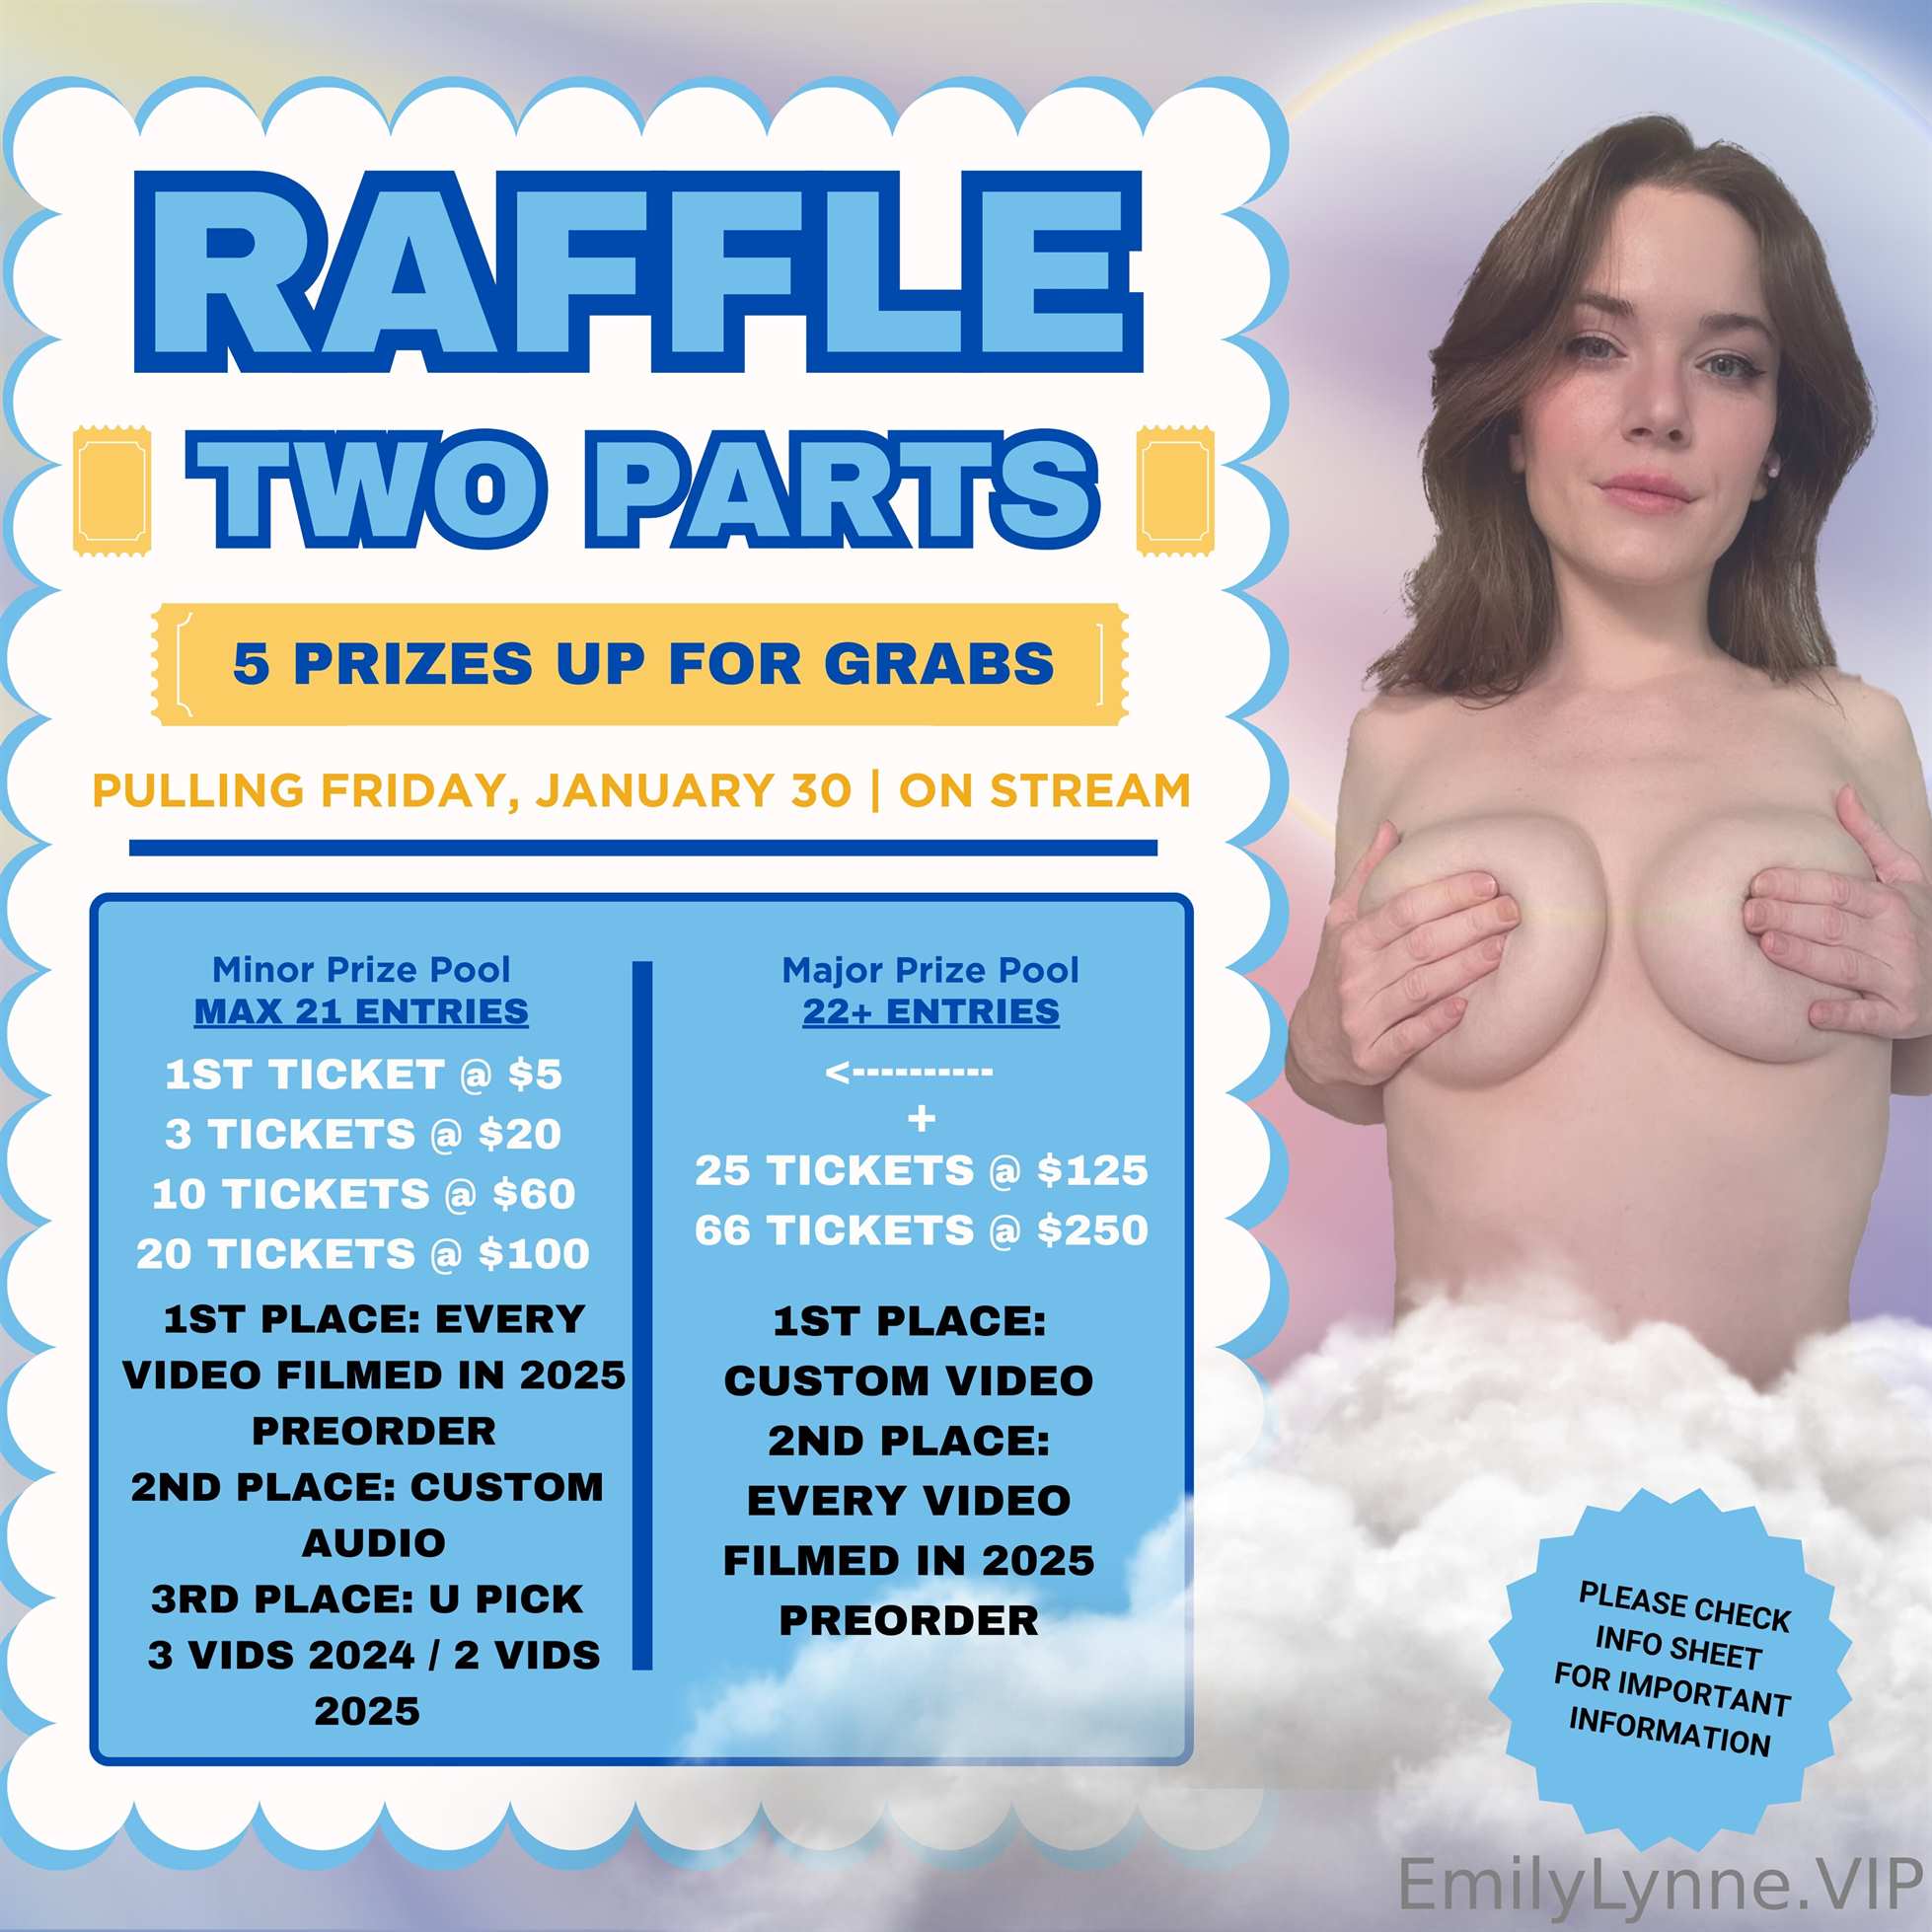 RAFFLE
TWO PARTS
5 PRIZES UP FOR GRABS
PULLING FRIDAY, JANUARY 30 | ON STREAM
Minor Prize Pool
MAX 21 ENTRIES
1ST TICKET @ $5
3 TICKETS @ $20
10 TICKETS @ $60
20 TICKETS @ $100
1ST PLACE: EVERY
VIDEO FILMED IN 2025
PREORDER
2ND PLACE: CUSTOM
AUDIO
3RD PLACE: U PICK
3 VIDS 2024 / 2 VIDS
2025
Major Prize Pool
22+ ENTRIES
<----------
+
25 TICKETS @ $125
66 TICKETS @ $250
1ST PLACE:
CUSTOM VIDEO
2ND PLACE:
EVERY VIDEO
FILMED IN 2025
PREORDER
PLEASE CHECK
INFO SHEET
FOR IMPORTANT
INFORMATION
EmilyLynne.VIP